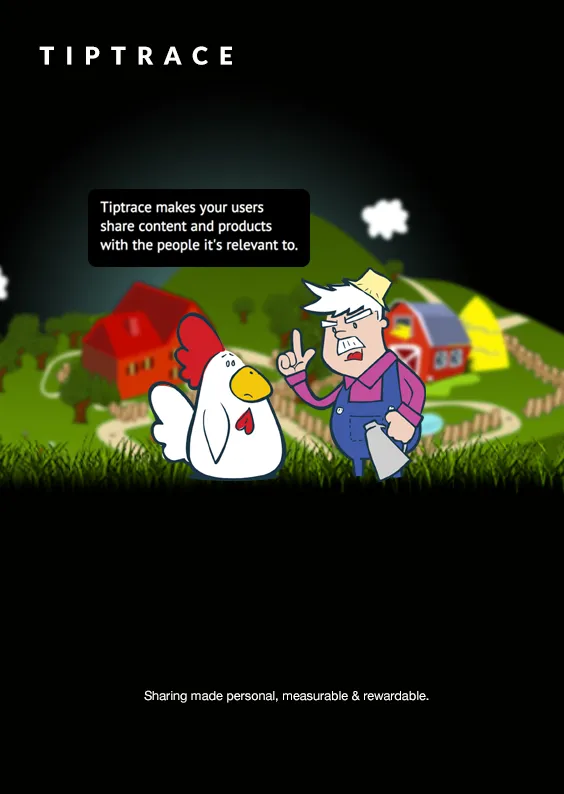 TIPTRACE
Tiptrace makes your users
share content and products
with the people it's relevant to.
Sharing made personal, measurable & rewardable.